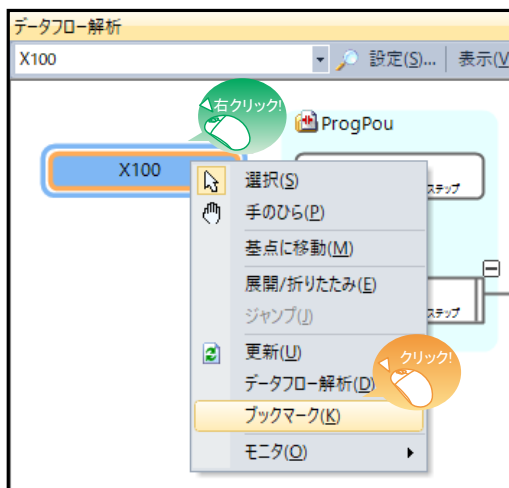 データフロー解析
X100
設定(S)...
表示(V
右クリック!
ProgPou
X100
ステップ
選択(S)
手のひら(P)
基点に移動(M)
展開/折りたたみ(E)
ジャンプ(J)
ステップ
更新(U)
クリック!
データフロー解析(D)
ブックマーク(K)
モニタ(O)